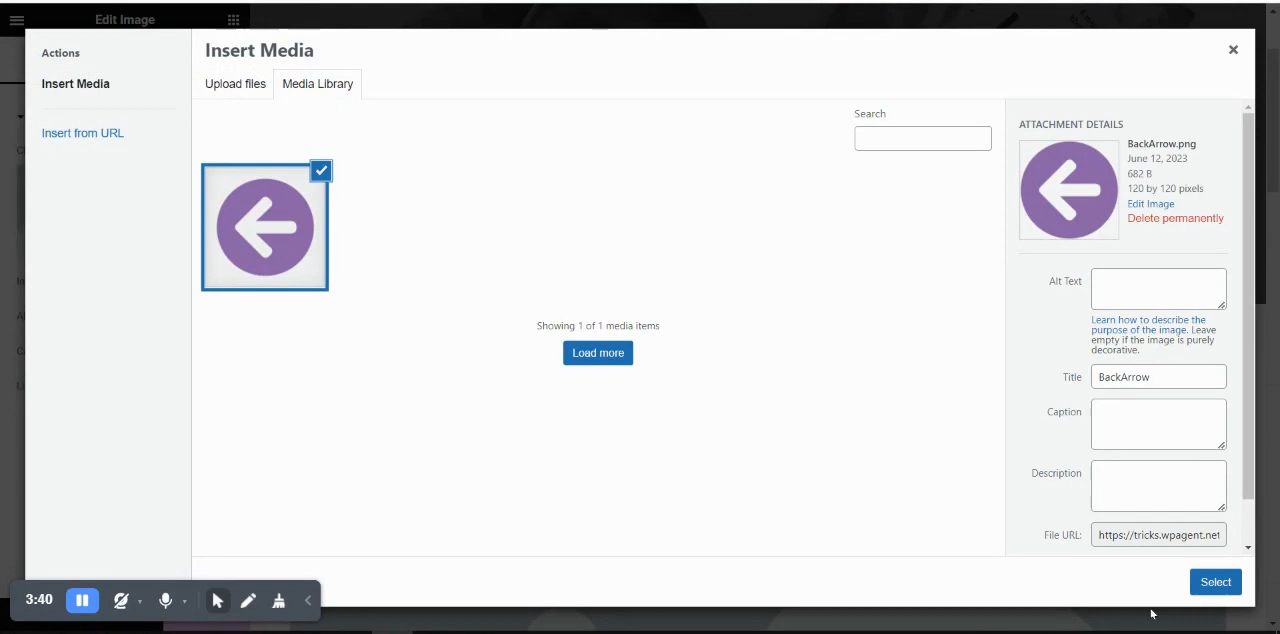 Edit Image
Actions
Insert Media
Insert from URL
Insert Media
Upload files
Media Library
Search
Showing 1 of 1 media items
Load more
ATTACHMENT DETAILS
BackArrow.png
June 12, 2023
682 B
120 by 120 pixels
Edit Image
Delete permanently
Alt Text
Learn how to describe the
purpose of the image. Leave
empty if the image is purely
decorative.
Title
BackArrow
Caption
Description
File URL:
https://tricks.wpagent.net
Select
3:40